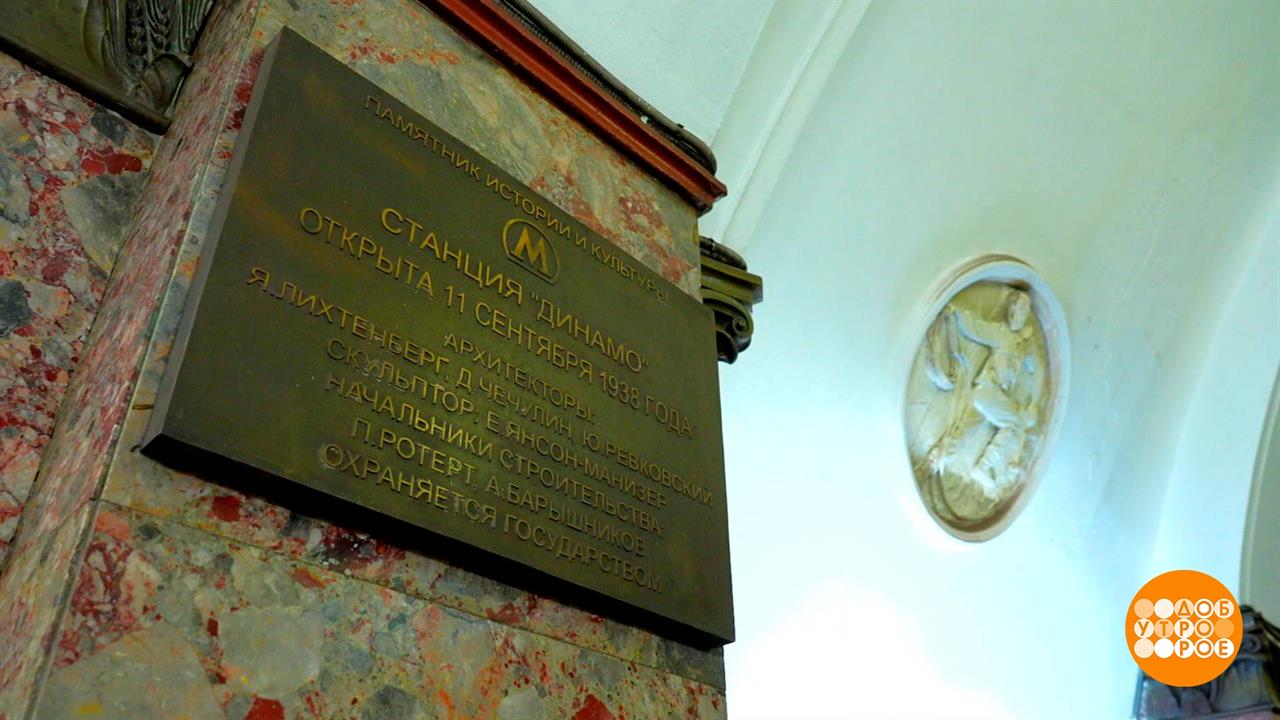 ПАМЯТНИК ИСТОРИИ И КУЛЬТУРЫ
М
СТАНЦИЯ "ДИНАМО"
ОТКРЫТА 11 СЕНТЯБРЯ 1938 ГОДА
АРХИТЕКТОРЫ:
Я.ЛИХТЕНБЕРГ, Д.ЧЕЧУЛИН, Ю.РЕВКОВСКИЙ
СКУЛЬПТОР: Е.ЯНСОН-МАНИЗЕР
НАЧАЛЬНИКИ СТРОИТЕЛЬСТВА:
П.РОТЕРТ, А.БАРЫШНИКОВ
ОХРАНЯЕТСЯ ГОСУДАРСТВОМ
ДОБ
УТРО
РОЕ